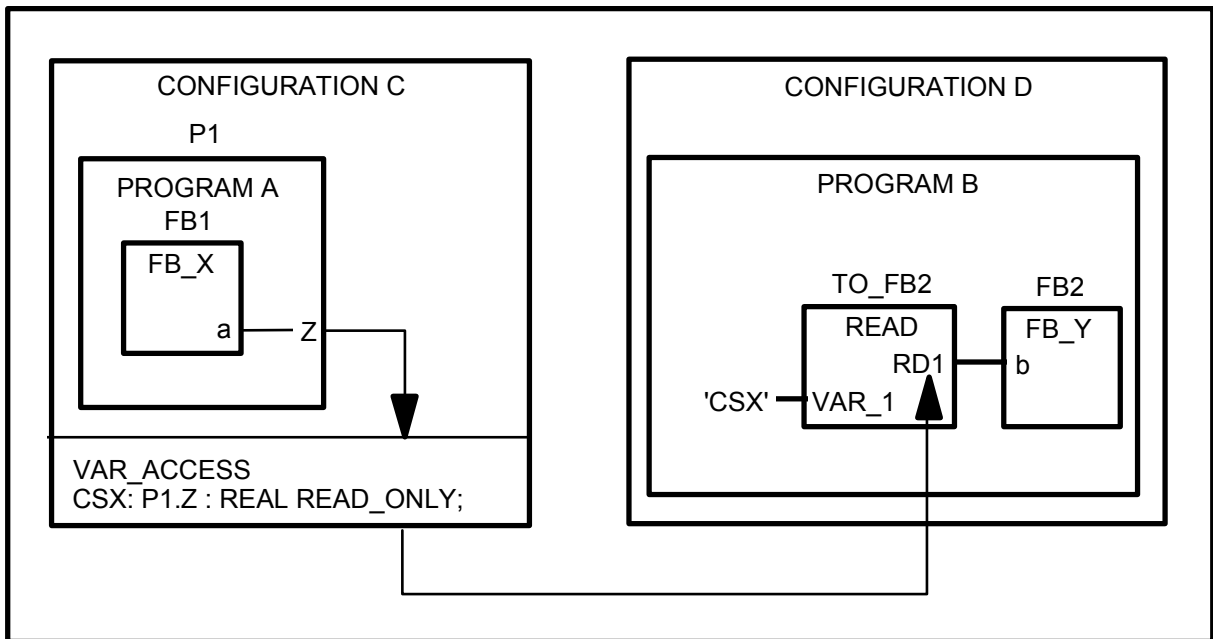 CONFIGURATION C
P1
PROGRAM A
FB1
FB_X
a
Z
VAR_ACCESS
CSX: P1.Z : REAL READ_ONLY;
CONFIGURATION D
PROGRAM B
TO_FB2
FB2
READ
FB_Y
RD1
b
'CSX'
VAR_1